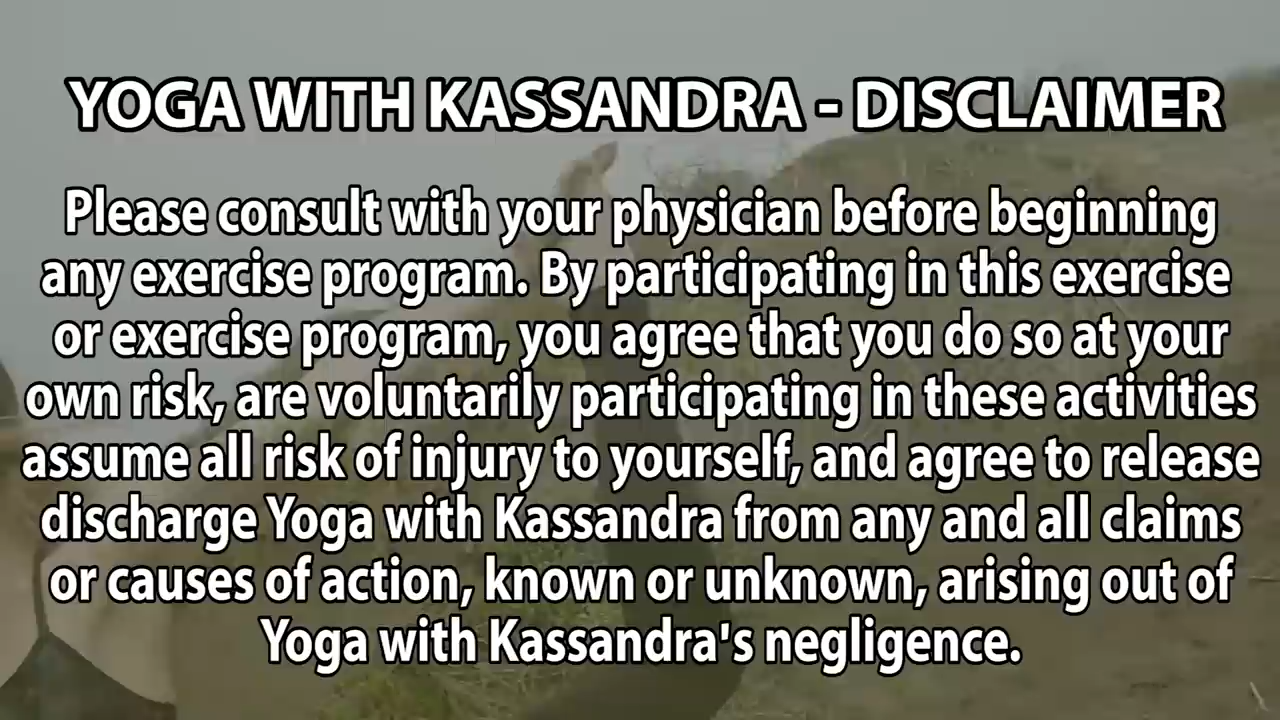 YOGA WITH KASSANDRA - DISCLAIMER
Please consult with your physician before beginning
any exercise program. By participating in this exercise
or exercise program, you agree that you do so at your
own risk, are voluntarily participating in these activities
assume all risk of injury to yourself, and agree to release
discharge Yoga with Kassandra from any and all claims
or causes of action, known or unknown, arising out of
Yoga with Kassandra's negligence.